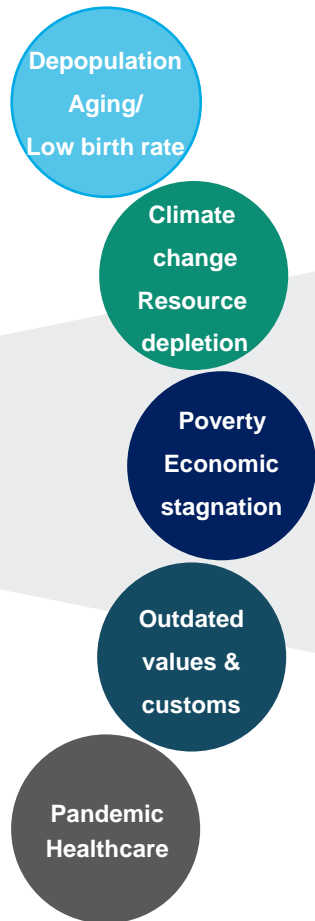 Depopulation
Aging/
Low birth rate
Climate
change
Resource
depletion
Poverty
Economic
stagnation
Outdated
values &
customs
Pandemic
Healthcare